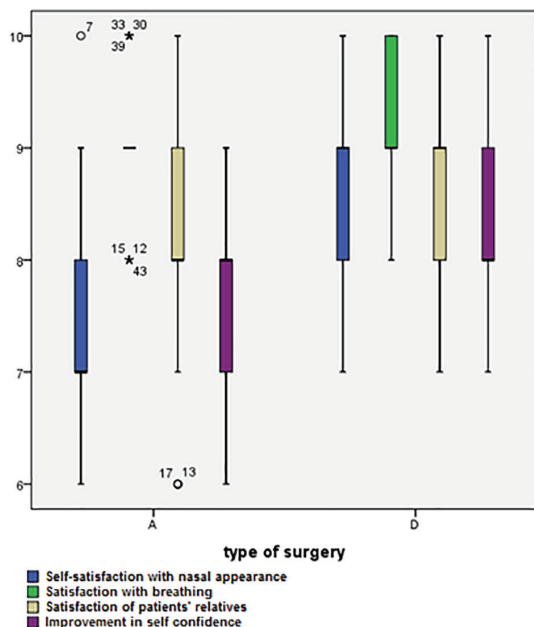 10
7
33 30
39
9
15 12
8
43
7
17 13
6
A D
type of surgery
Self-satisfaction with nasal appearance
Satisfaction with breathing
Satisfaction of patients' relatives
Improvement in self confidence